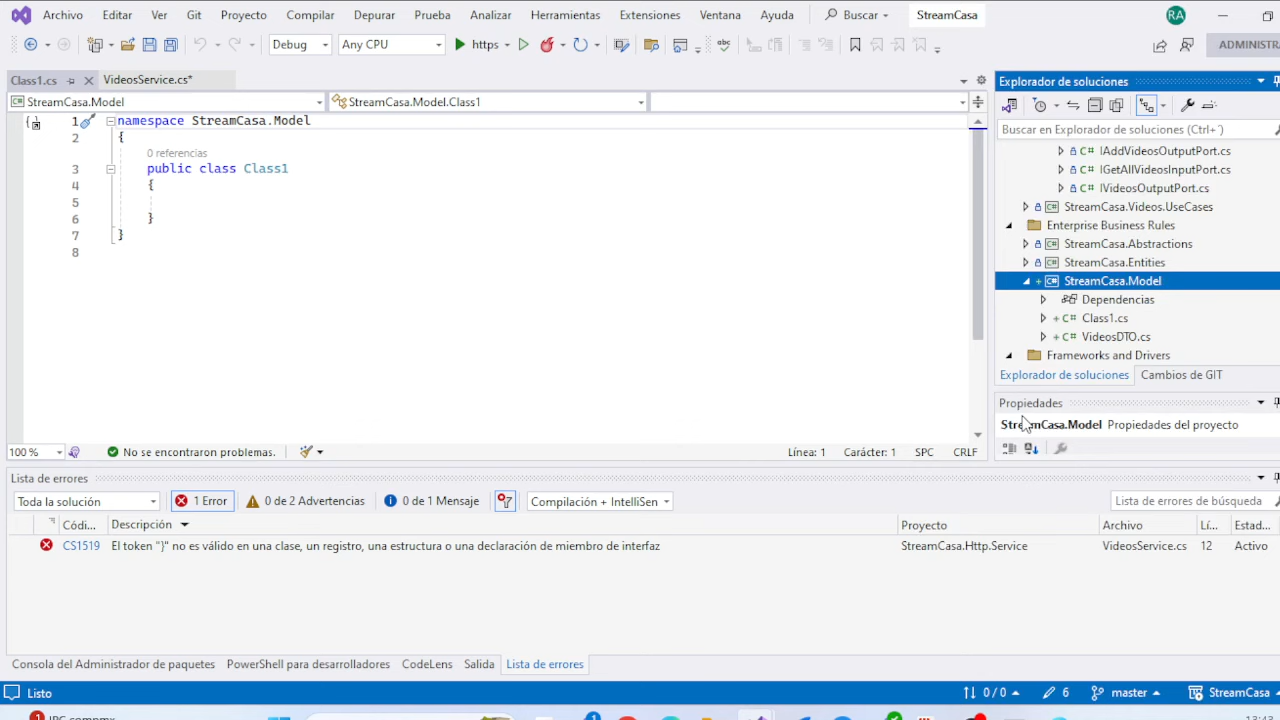 Archivo Editar Ver Git Proyecto Compilar Depurar Prueba Analizar Herramientas Extensiones Ventana Ayuda Buscar StreamCasa RA
Debug Any CPU https ADMINISTR
Class1.cs VideosService.cs* Explorador de soluciones
StreamCasa.Model StreamCasa.Model.Class1
1 namespace StreamCasa.Model
2 {
0 referencias
3 public class Class1
4 {
5
6 }
7 }
8
Buscar en Explorador de soluciones (Ctrl+´)
IAddVideosOutputPort.cs
IGetAllVideosInputPort.cs
IVideosOutputPort.cs
StreamCasa.Videos.UseCases
Enterprise Business Rules
StreamCasa.Abstractions
StreamCasa.Entities
StreamCasa.Model
Dependencias
Class1.cs
VideosDTO.cs
Frameworks and Drivers
Explorador de soluciones Cambios de GIT
Propiedades
StreamCasa.Model Propiedades del proyecto
100 % No se encontraron problemas. Línea: 1 Carácter: 1 SPC CRLF
Lista de errores
Toda la solución 1 Error 0 de 2 Advertencias 0 de 1 Mensaje Compilación + IntelliSen Lista de errores de búsqueda
Códi... Descripción Proyecto Archivo Lí... Estad...
CS1519 El token "}" no es válido en una clase, un registro, una estructura o una declaración de miembro de interfaz StreamCasa.Http.Service VideosService.cs 12 Activo
Consola del Administrador de paquetes PowerShell para desarrolladores CodeLens Salida Lista de errores
Listo 0/0 6 master StreamCasa